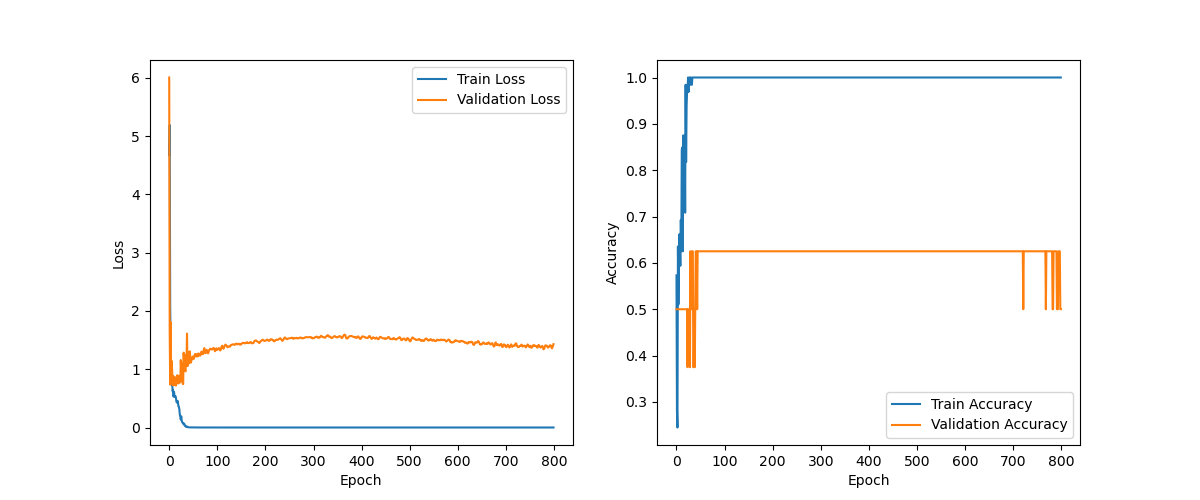 Train Loss
Validation Loss
6
5
4
3
2
1
0
Loss
0 100 200 300 400 500 600 700 800
Epoch
1.0
0.9
0.8
0.7
0.6
0.5
0.4
0.3
Accuracy
Train Accuracy
Validation Accuracy
0 100 200 300 400 500 600 700 800
Epoch